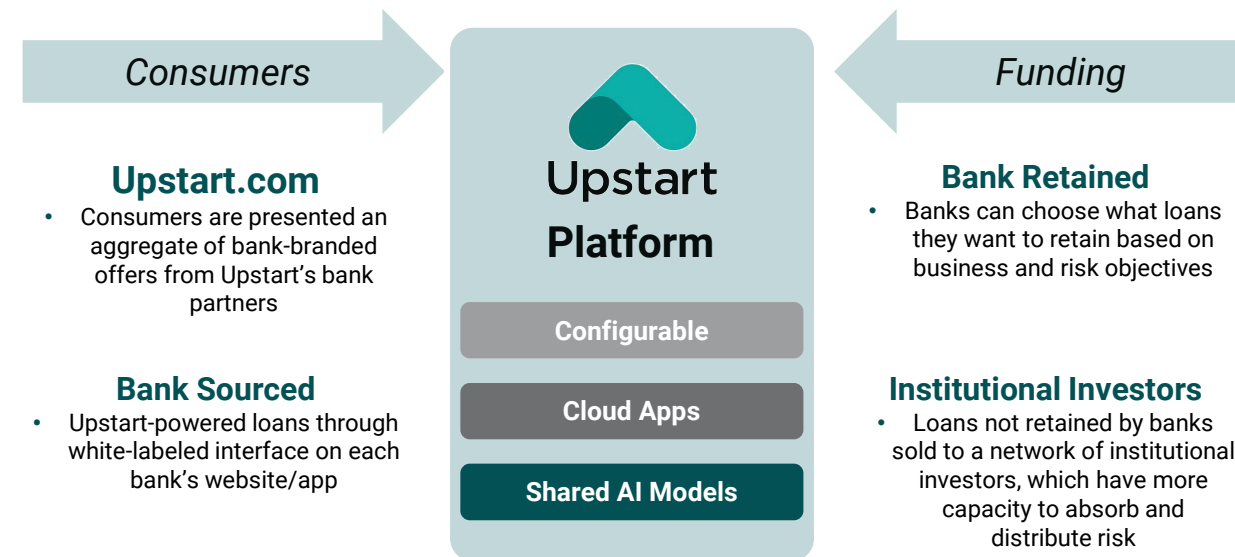 Consumers
Upstart.com
• Consumers are presented an
aggregate of bank-branded
offers from Upstart's bank
partners
Bank Sourced
• Upstart-powered loans through
white-labeled interface on each
bank's website/app
Upstart
Platform
Configurable
Cloud Apps
Shared AI Models
Funding
Bank Retained
• Banks can choose what loans
they want to retain based on
business and risk objectives
Institutional Investors
• Loans not retained by banks
sold to a network of institutional
investors, which have more
capacity to absorb and
distribute risk